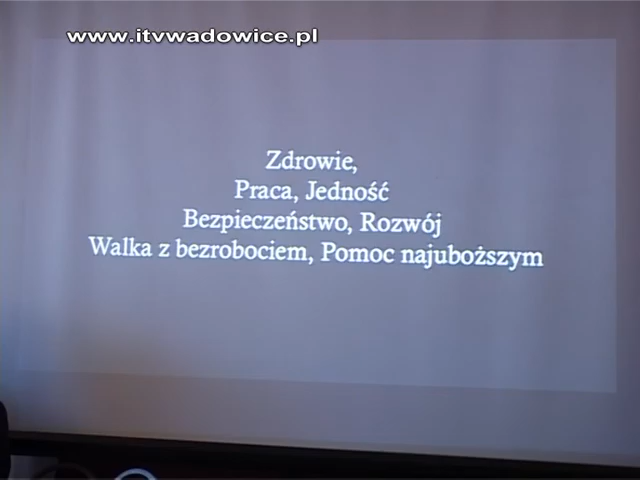 www.itvwadowice.pl
Zdrowie,
Praca, Jedność
Bezpieczeństwo, Rozwój
Walka z bezrobociem, Pomoc najuboższym